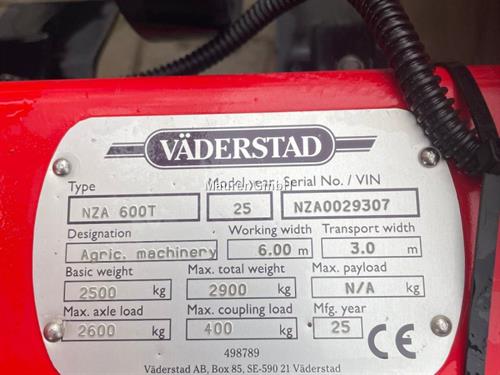 VÄDERSTAD
Type Model year Serial No. / VIN
NZA 600T 25 NZA0029307
Maurer GmbH
Designation Working width Transport width
Agric. machinery 6.00 m 3.0 m
Basic weight Max. total weight Max. payload
2500 kg 2900 kg N/A kg
Max. axle load Max. coupling load Mfg. year
2600 kg 400 kg 25 CE
498789
Väderstad AB, Box 85, SE-590 21 Väderstad